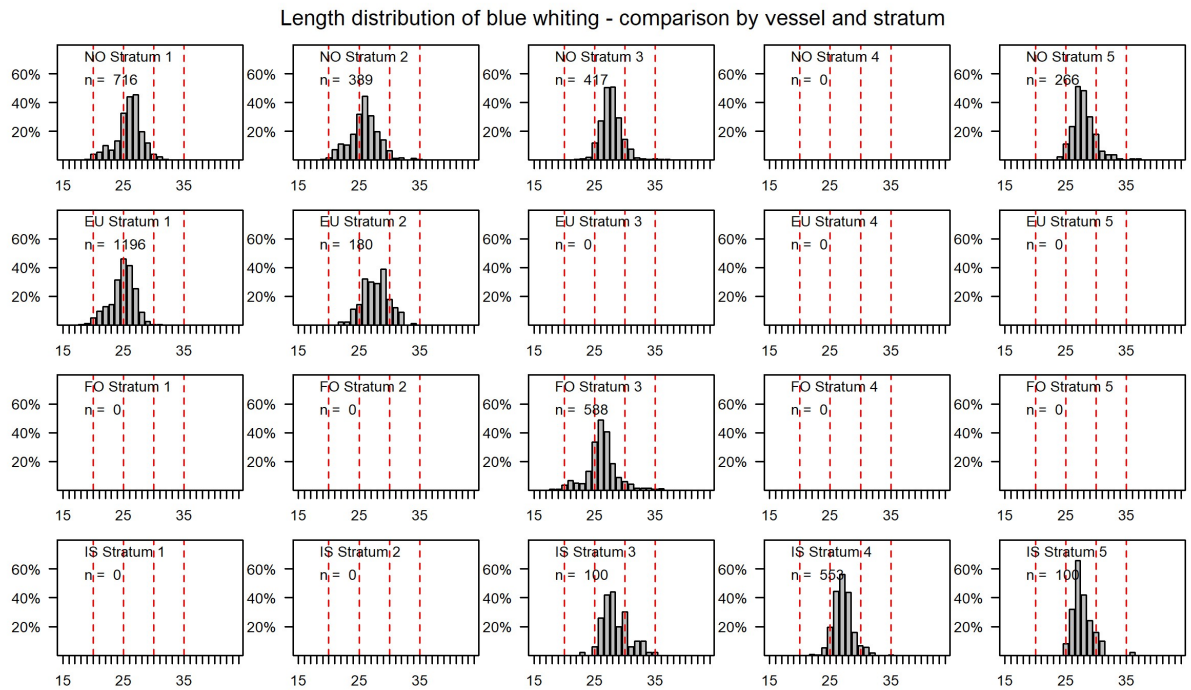 Length distribution of blue whiting - comparison by vessel and stratum
NO Stratum 1
n = 716
60%
40%
20%
15 25 35
NO Stratum 2
n = 389
60%
40%
20%
15 25 35
NO Stratum 3
n = 417
60%
40%
20%
15 25 35
NO Stratum 4
n = 0
60%
40%
20%
15 25 35
NO Stratum 5
n = 266
60%
40%
20%
15 25 35
EU Stratum 1
n = 1196
60%
40%
20%
15 25 35
EU Stratum 2
n = 180
60%
40%
20%
15 25 35
EU Stratum 3
n = 0
60%
40%
20%
15 25 35
EU Stratum 4
n = 0
60%
40%
20%
15 25 35
EU Stratum 5
n = 0
60%
40%
20%
15 25 35
FO Stratum 1
n = 0
60%
40%
20%
15 25 35
FO Stratum 2
n = 0
60%
40%
20%
15 25 35
FO Stratum 3
n = 588
60%
40%
20%
15 25 35
FO Stratum 4
n = 0
60%
40%
20%
15 25 35
FO Stratum 5
n = 0
60%
40%
20%
15 25 35
IS Stratum 1
n = 0
60%
40%
20%
15 25 35
IS Stratum 2
n = 0
60%
40%
20%
15 25 35
IS Stratum 3
n = 100
60%
40%
20%
15 25 35
IS Stratum 4
n = 553
60%
40%
20%
15 25 35
IS Stratum 5
n = 100
60%
40%
20%
15 25 35